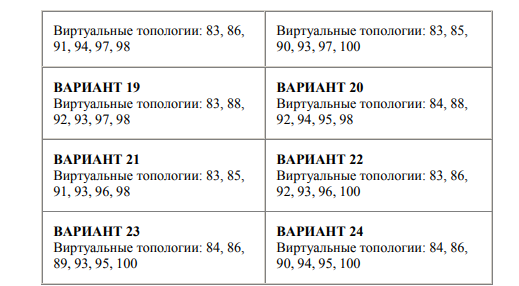 Виртуальные топологии: 83, 86,
91, 94, 97, 98
Виртуальные топологии: 83, 85,
90, 93, 97, 100
ВАРИАНТ 19
Виртуальные топологии: 83, 88,
92, 93, 97, 98
ВАРИАНТ 20
Виртуальные топологии: 84, 88,
92, 94, 95, 98
ВАРИАНТ 21
Виртуальные топологии: 83, 85,
91, 93, 96, 98
ВАРИАНТ 22
Виртуальные топологии: 83, 86,
92, 93, 96, 100
ВАРИАНТ 23
Виртуальные топологии: 84, 86,
89, 93, 95, 100
ВАРИАНТ 24
Виртуальные топологии: 84, 86,
90, 94, 95, 100